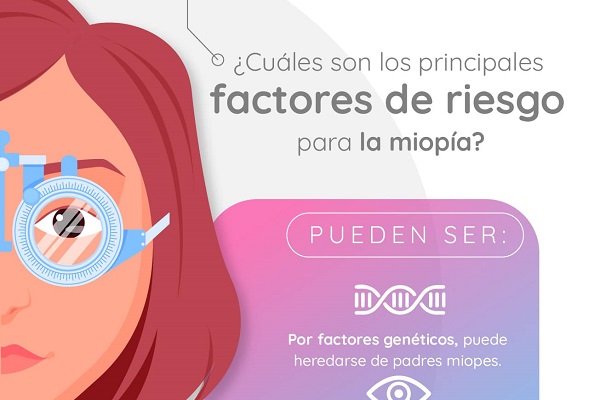 ¿Cuáles son los principales
factores de riesgo
para la miopía?
PUEDEN SER:
Por factores genéticos, puede
heredarse de padres miopes.